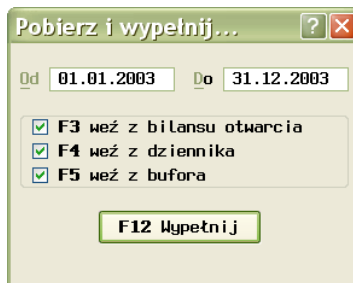 Pobierz i wypełnij...
Od 01.01.2003 Do 31.12.2003
F3 weź z bilansu otwarcia
F4 weź z dziennika
F5 weź z bufora
F12 Wypełnij